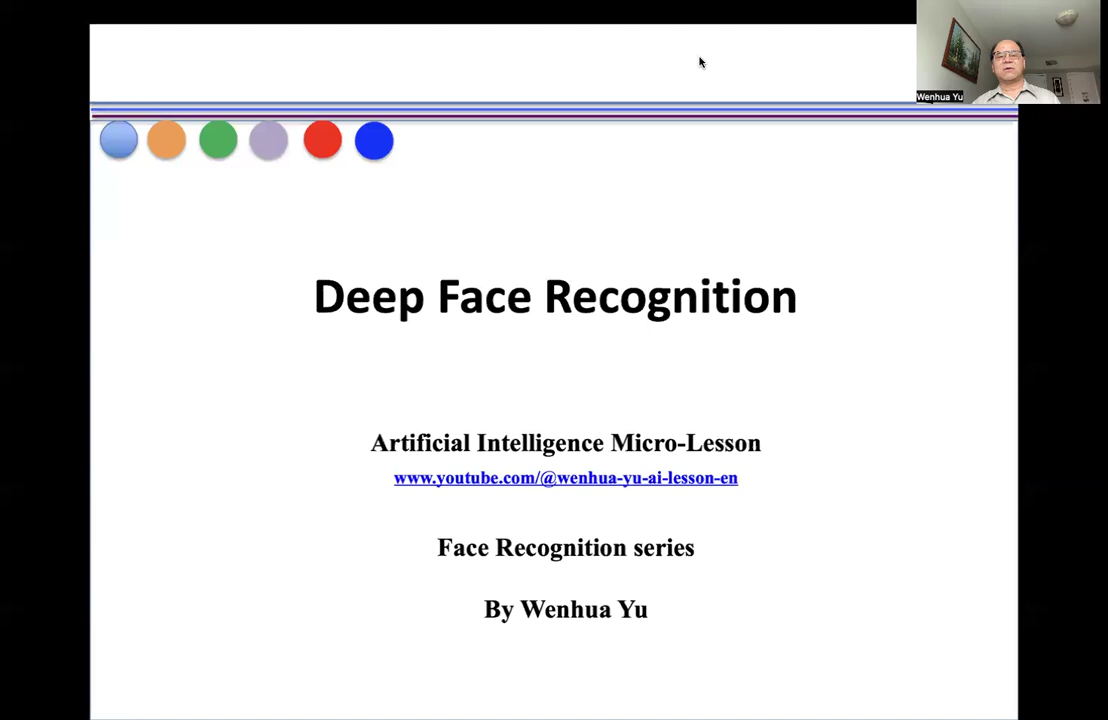 Wenhua Yu
Deep Face Recognition
Artificial Intelligence Micro-Lesson
www.youtube.com/@wenhua-yu-ai-lesson-en
Face Recognition series
By Wenhua Yu